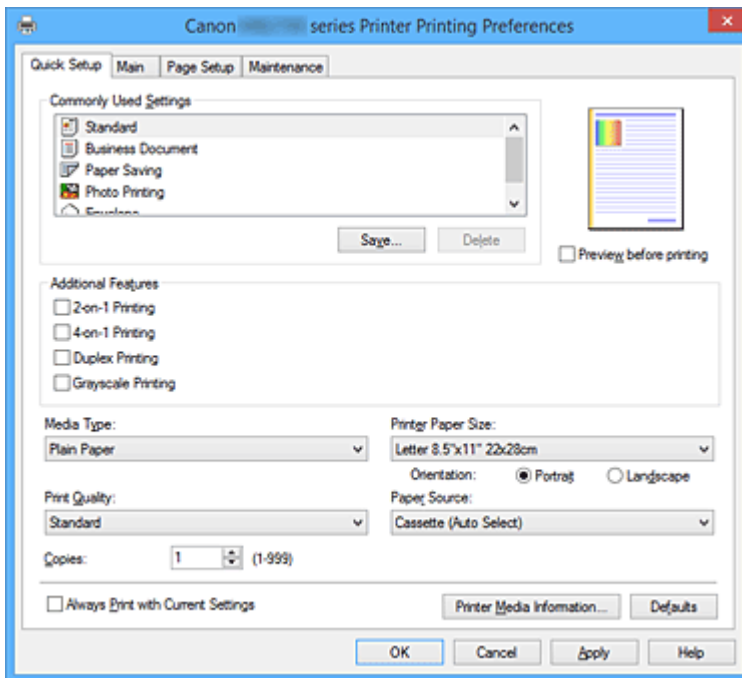 Canon series Printer Printing Preferences
Quick Setup Main Page Setup Maintenance
Commonly Used Settings
Standard
Business Document
Paper Saving
Photo Printing
Envelope
Save... Delete
Preview before printing
Additional Features
2-on-1 Printing
4-on-1 Printing
Duplex Printing
Grayscale Printing
Media Type: Printer Paper Size:
Plain Paper Letter 8.5"x11" 22x28cm
Orientation: Portrait Landscape
Print Quality: Paper Source:
Standard Cassette (Auto Select)
Copies: 1 (1-999)
Always Print with Current Settings Printer Media Information... Defaults
OK Cancel Apply Help